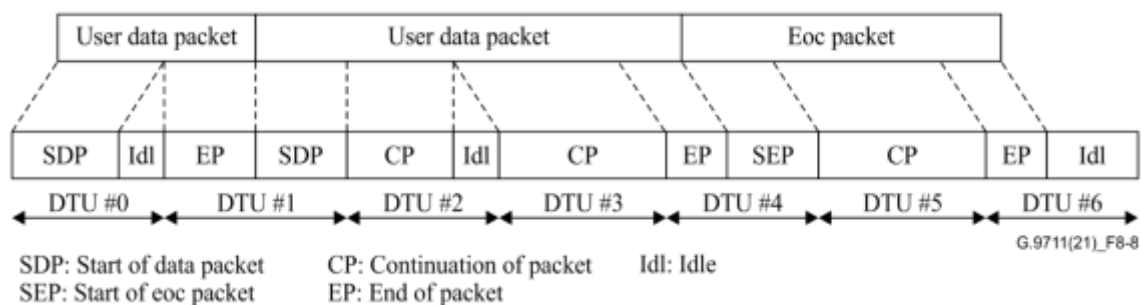 User data packet User data packet Eoc packet
SDP Idl EP SDP CP Idl CP EP SEP CP EP Idl
DTU #0 DTU #1 DTU #2 DTU #3 DTU #4 DTU #5 DTU #6
G.9711(21)_F8-8
SDP: Start of data packet CP: Continuation of packet Idl: Idle
SEP: Start of eoc packet EP: End of packet